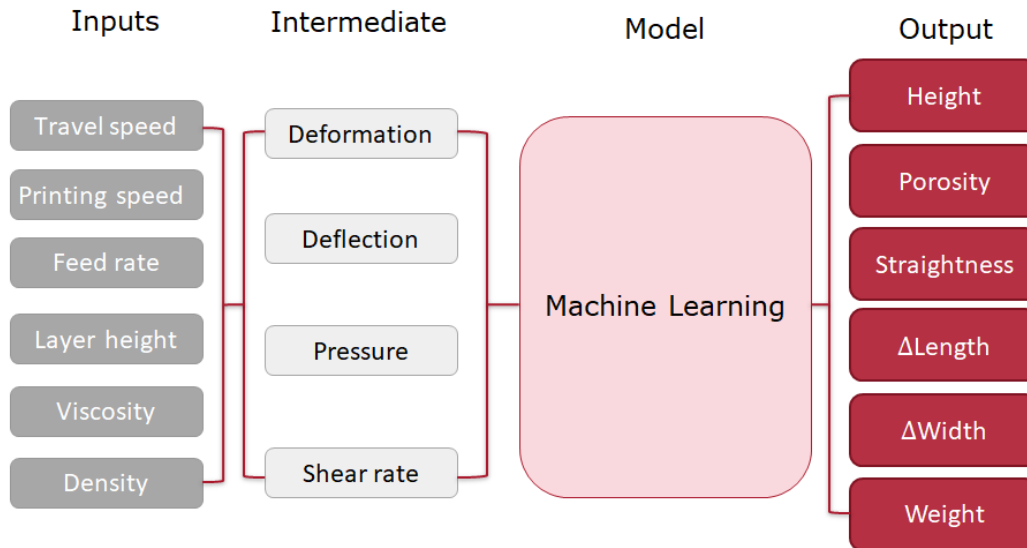 Inputs
Intermediate
Model
Output
Travel speed
Printing speed
Feed rate
Layer height
Viscosity
Density
Deformation
Deflection
Pressure
Shear rate
Machine Learning
Height
Porosity
Straightness
ΔLength
ΔWidth
Weight